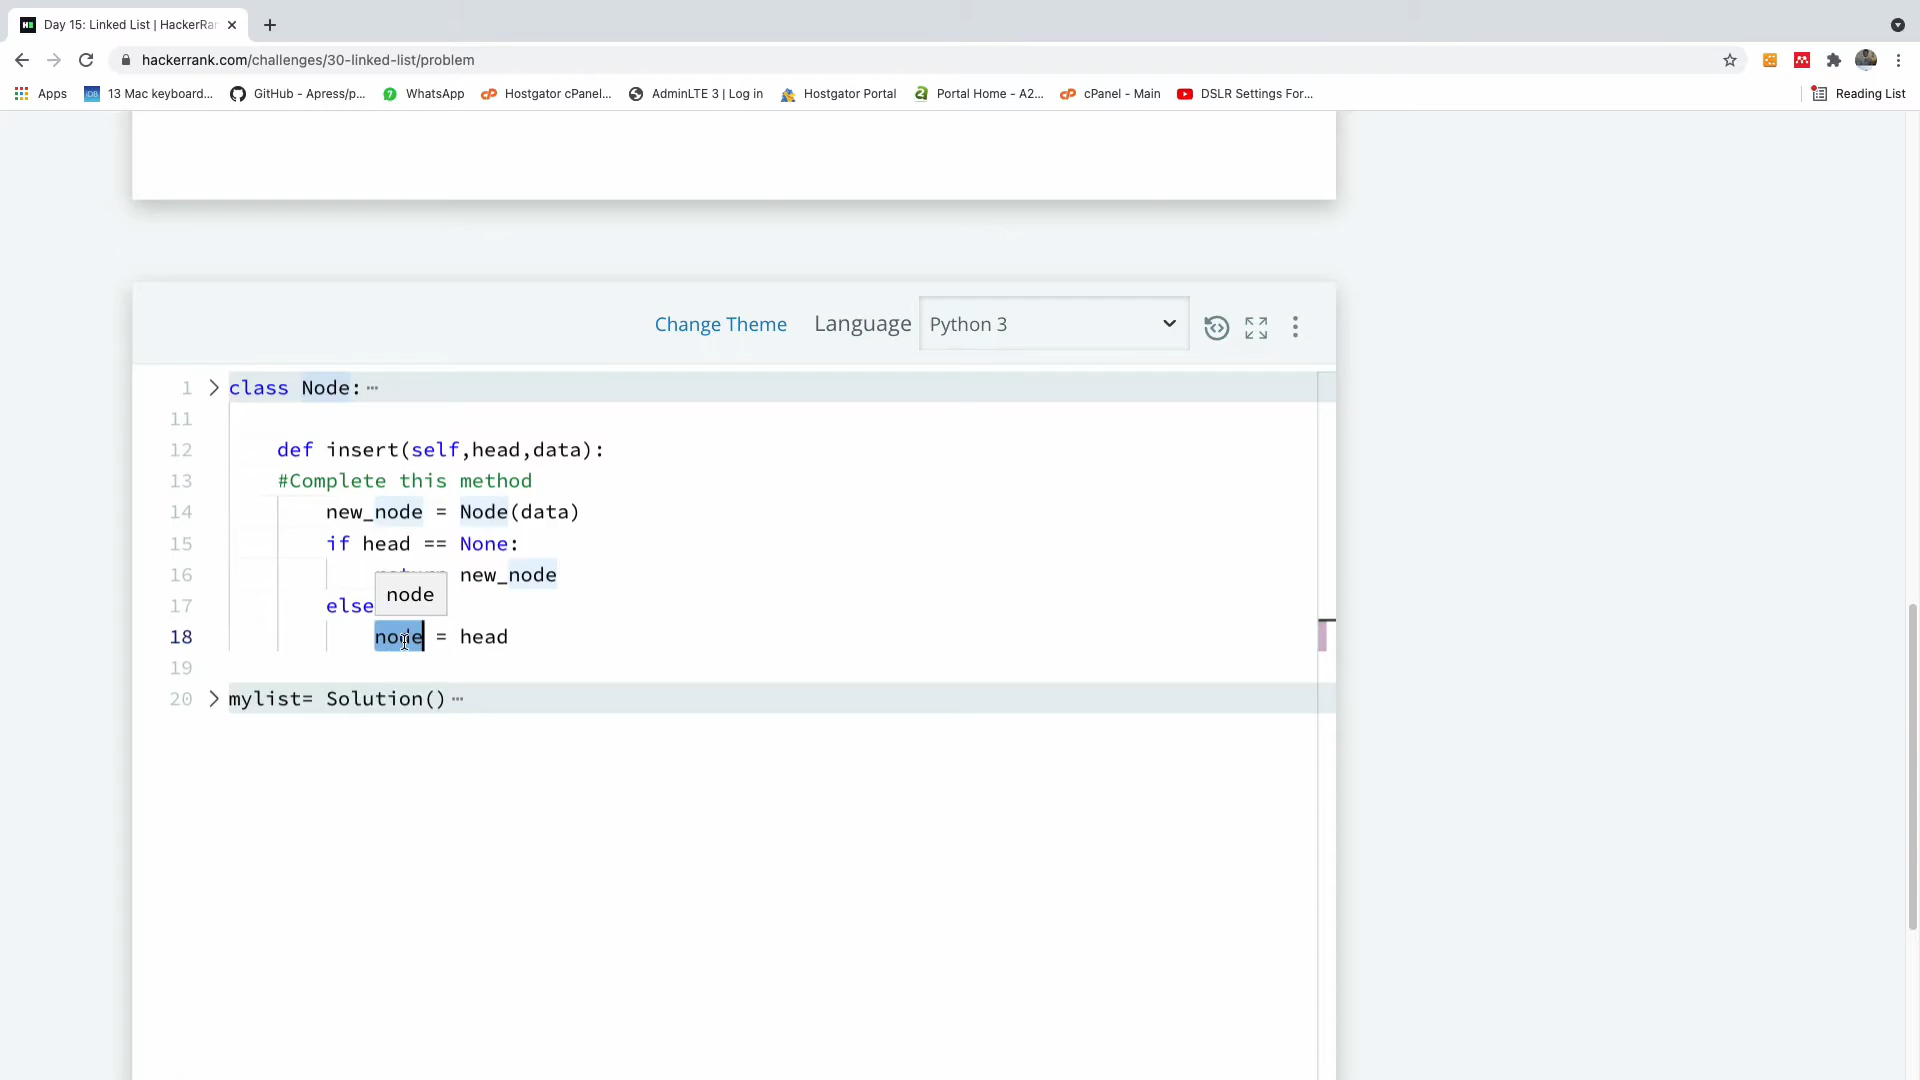 Day 15: Linked List | HackerRan
hackerrank.com/challenges/30-linked-list/problem
Apps 13 Mac keyboard... GitHub - Apress/p... WhatsApp Hostgator cPanel... AdminLTE 3 | Log in Hostgator Portal Portal Home - A2... cPanel - Main DSLR Settings For... Reading List
Change Theme Language Python 3
1 class Node:
11
12 def insert(self,head,data):
13 #Complete this method
14 new_node = Node(data)
15 if head == None:
16 new_node
17 else
node
18 node = head
19
20 mylist= Solution()